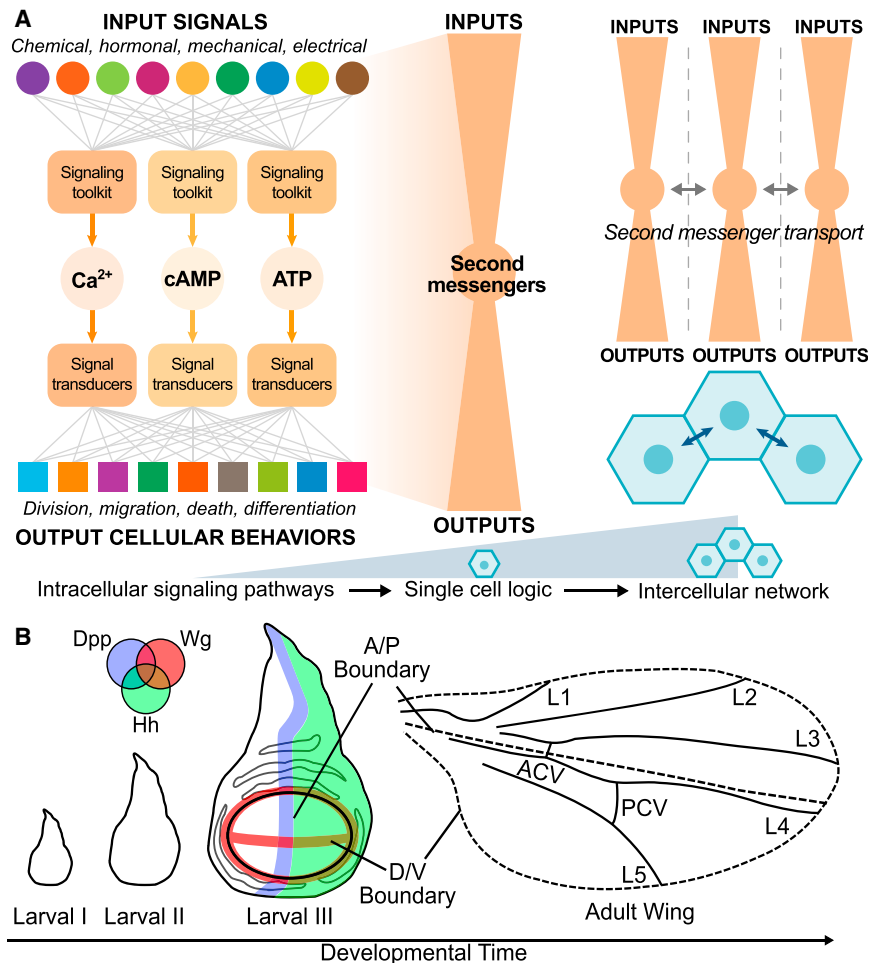 A
INPUT SIGNALS
Chemical, hormonal, mechanical, electrical
Signaling
toolkit
Signaling
toolkit
Signaling
toolkit
Ca²⁺
cAMP
ATP
Signal
transducers
Signal
transducers
Signal
transducers
Division, migration, death, differentiation
OUTPUT CELLULAR BEHAVIORS
INPUTS
Second
messengers
OUTPUTS
INPUTS
INPUTS
INPUTS
Second messenger transport
OUTPUTS
OUTPUTS
OUTPUTS
Intracellular signaling pathways
Single cell logic
Intercellular network
B
Dpp
Wg
Hh
A/P
Boundary
D/V
Boundary
L1
L2
L3
ACV
PCV
L4
L5
Larval I
Larval II
Larval III
Adult Wing
Developmental Time